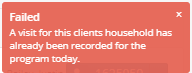 Failed
A visit for this clients household has
already been recorded for the
program today.